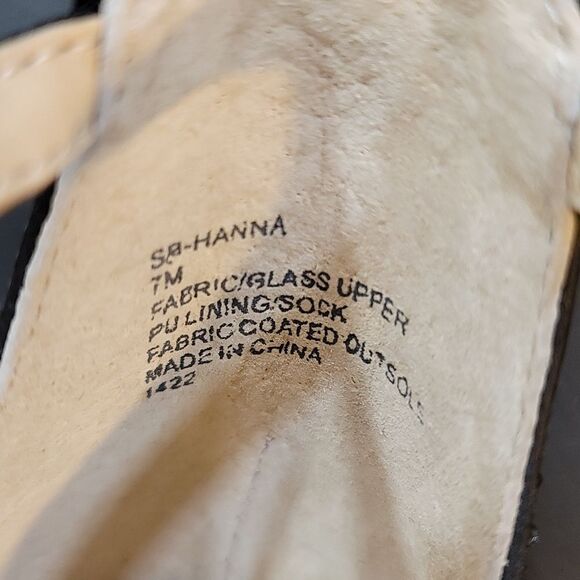 SB-HANNA
7M
FABRIC/GLASS UPPER
PU LINING/SOCK
FABRIC COATED OUTSOLE
MADE IN CHINA
1422